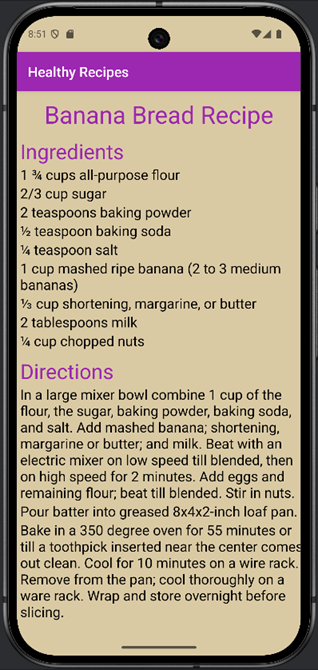 8:51
Healthy Recipes
Banana Bread Recipe
Ingredients
1 ¾ cups all-purpose flour
2/3 cup sugar
2 teaspoons baking powder
½ teaspoon baking soda
¼ teaspoon salt
1 cup mashed ripe banana (2 to 3 medium
bananas)
⅓ cup shortening, margarine, or butter
2 tablespoons milk
¼ cup chopped nuts
Directions
In a large mixer bowl combine 1 cup of the
flour, the sugar, baking powder, baking soda,
and salt. Add mashed banana; shortening,
margarine or butter; and milk. Beat with an
electric mixer on low speed till blended, then
on high speed for 2 minutes. Add eggs and
remaining flour; beat till blended. Stir in nuts.
Pour batter into greased 8x4x2-inch loaf pan.
Bake in a 350 degree oven for 55 minutes or
till a toothpick inserted near the center comes
out clean. Cool for 10 minutes on a wire rack.
Remove from the pan; cool thoroughly on a
ware rack. Wrap and store overnight before
slicing.